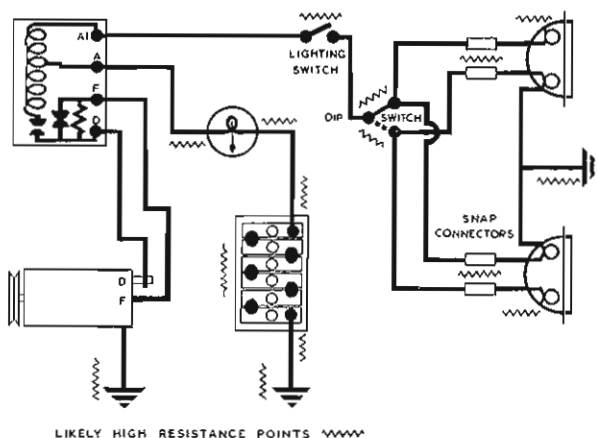 A1
A
F
D
LIGHTING
SWITCH
DIP
SWITCH
SNAP
CONNECTORS
D
F
LIKELY HIGH RESISTANCE POINTS